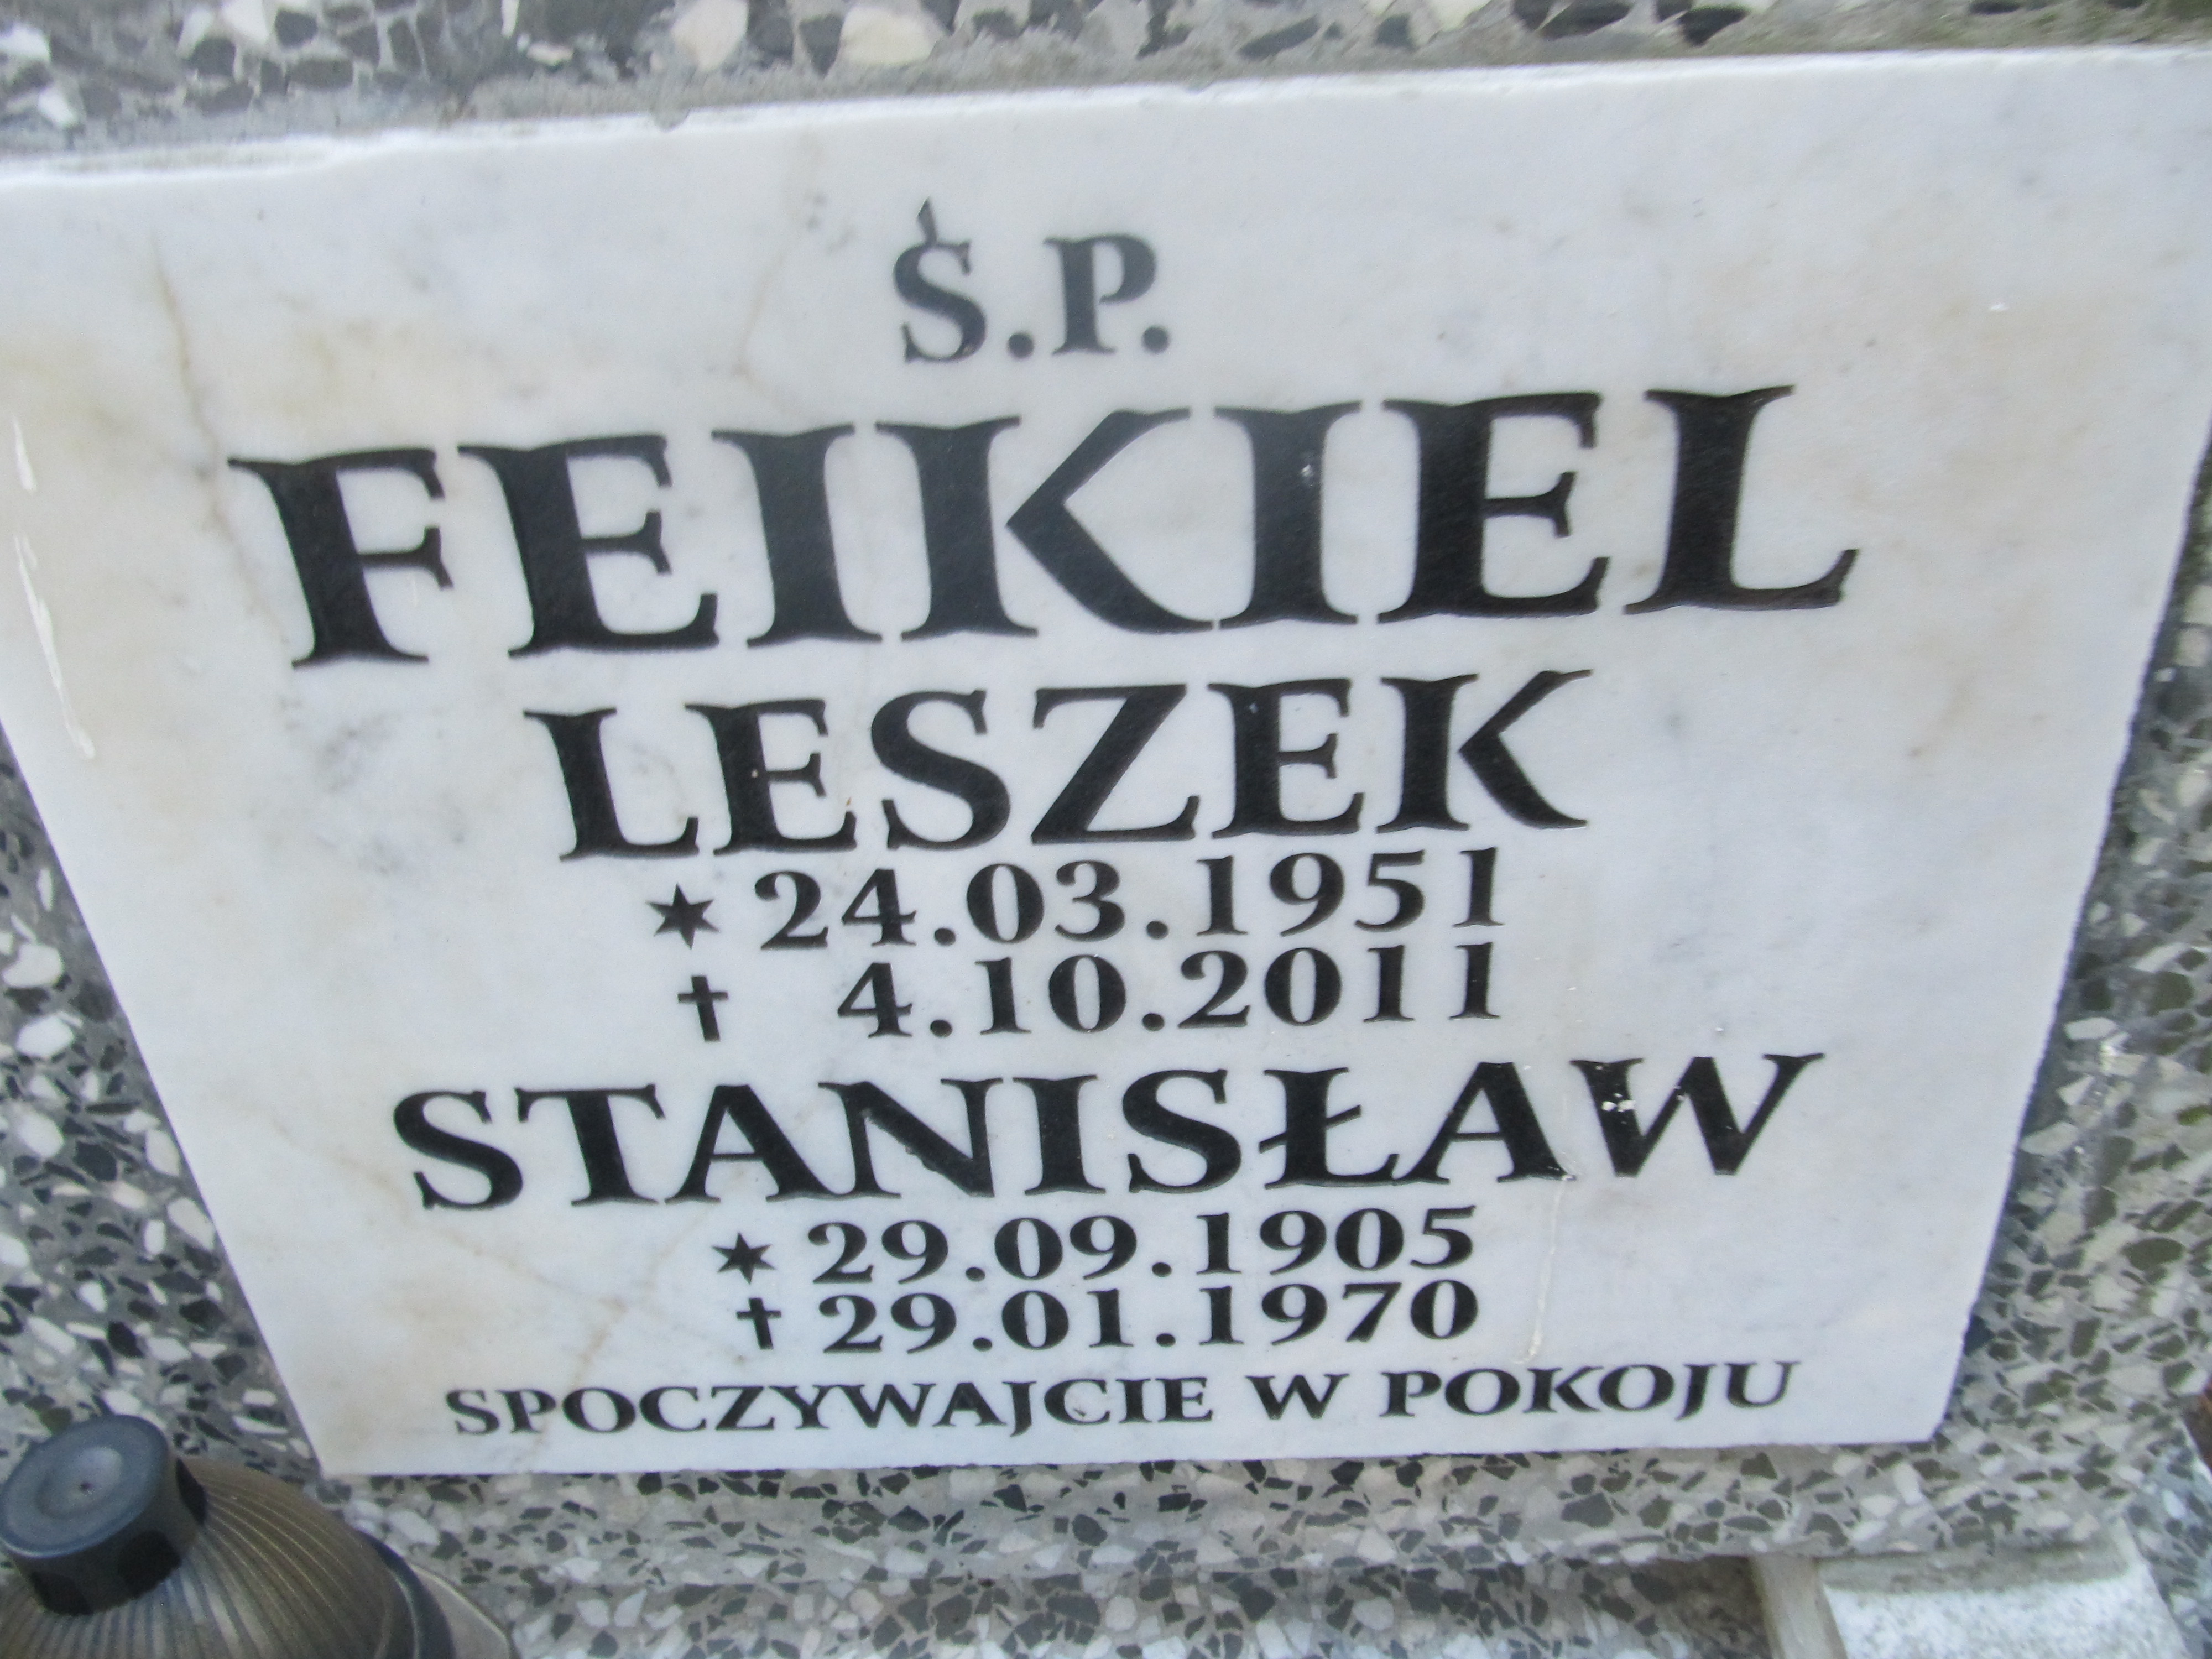 Ś.P.
FEIKIEL
LESZEK
* 24.03.1951
† 4.10.2011
STANISŁAW
* 29.09.1905
† 29.01.1970
SPOCZYWAJCIE W POKOJU